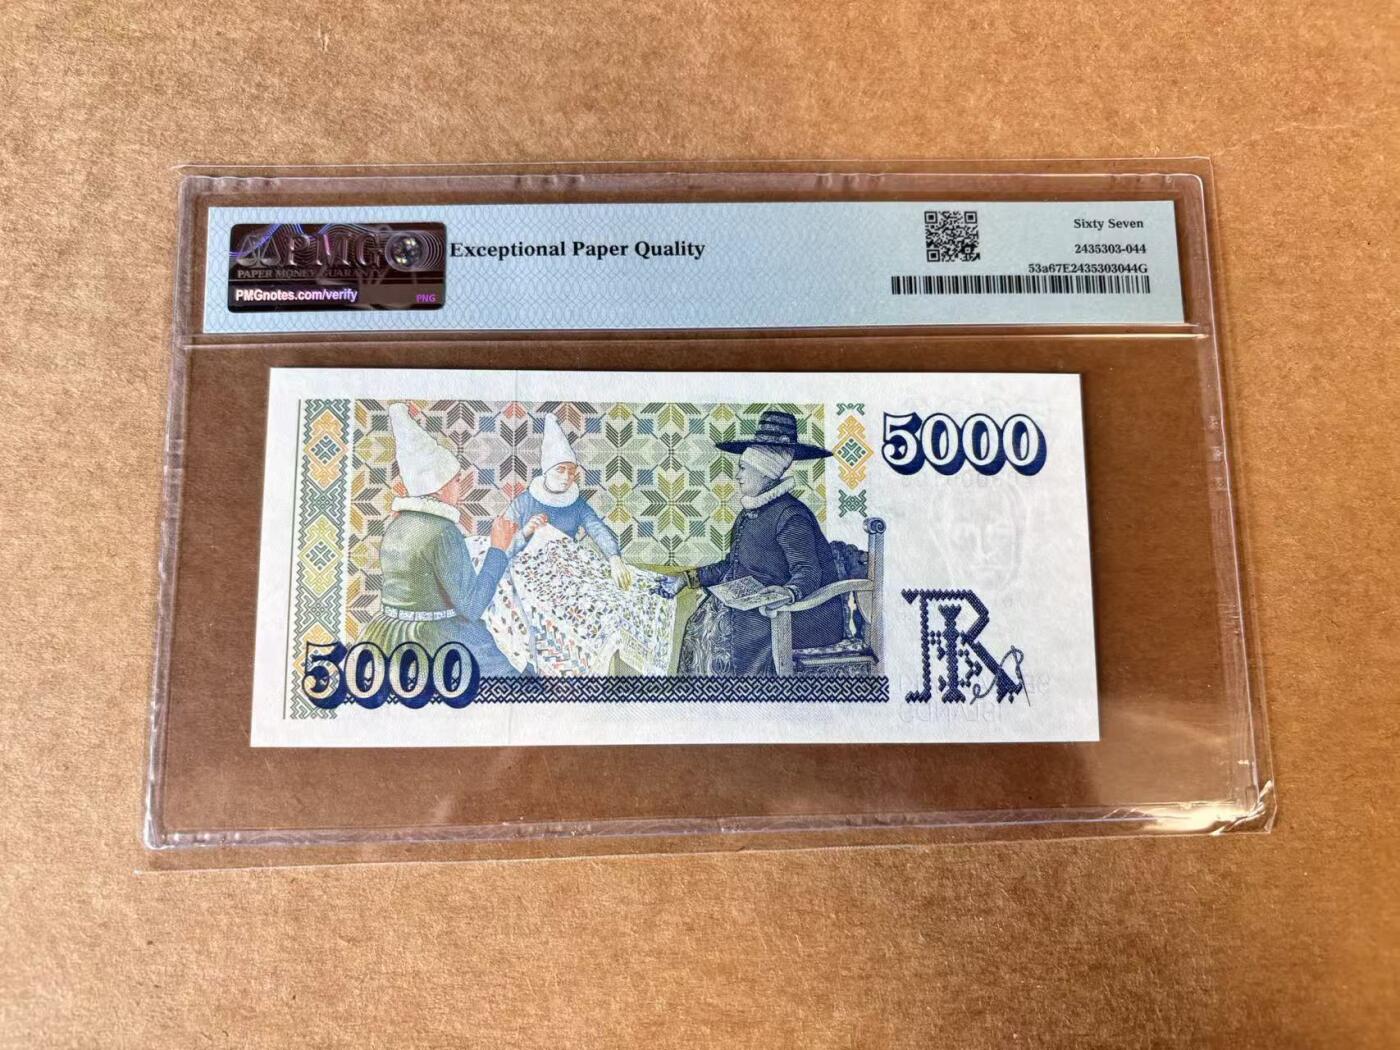 PMG
PAPER MONEY GUARANTY
PMGnotes.com/verify
PNG
Exceptional Paper Quality
Sixty Seven
2435303-044
53a67E2435303044G
5000
5000